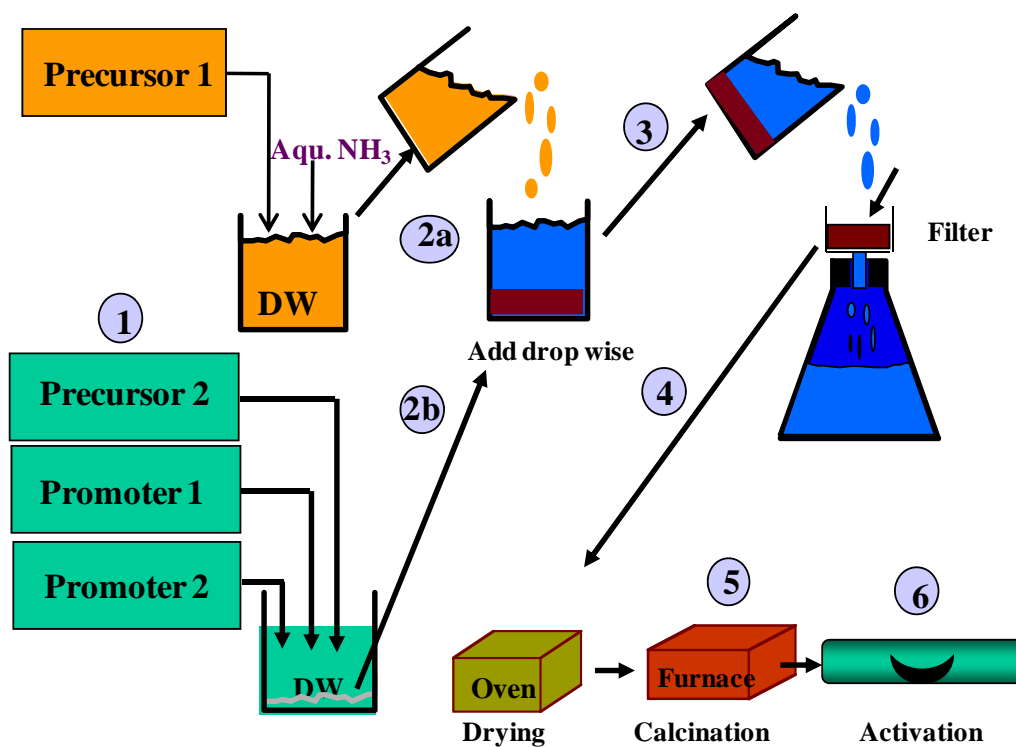 Precursor 1
Aqu. NH₃
DW
2a
3
Filter
1
Add drop wise
Precursor 2
2b
4
Promoter 1
Promoter 2
DW
5
6
Oven
Furnace
Drying
Calcination
Activation